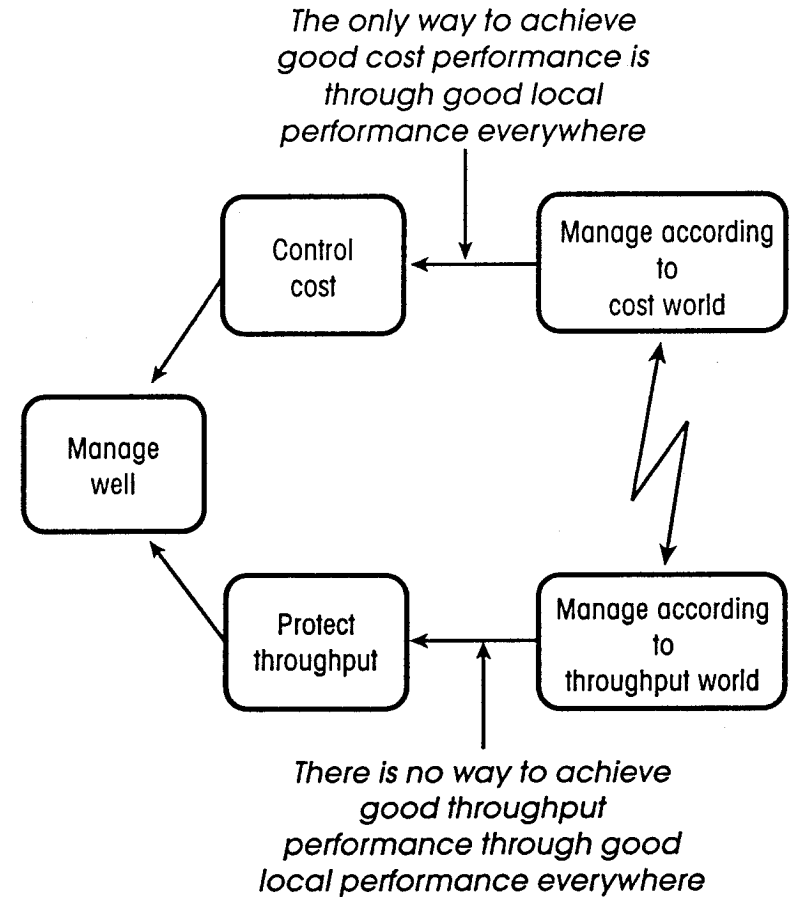 The only way to achieve
good cost performance is
through good local
performance everywhere
Control
cost
Manage according
to
cost world
Manage
well
Protect
throughput
Manage according
to
throughput world
There is no way to achieve
good throughput
performance through good
local performance everywhere